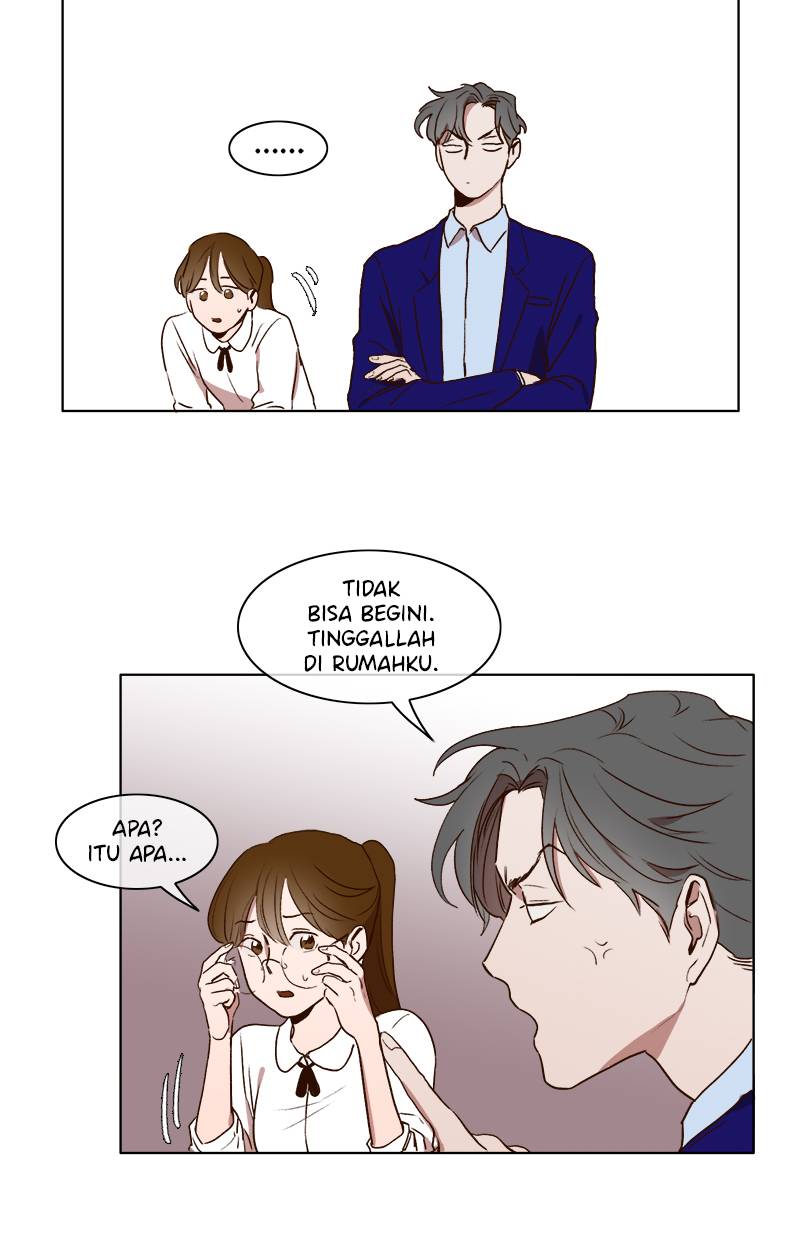 ......
TIDAK
BISA BEGINI.
TINGGALLAH
DI RUMAHKU.
APA?
ITU APA...